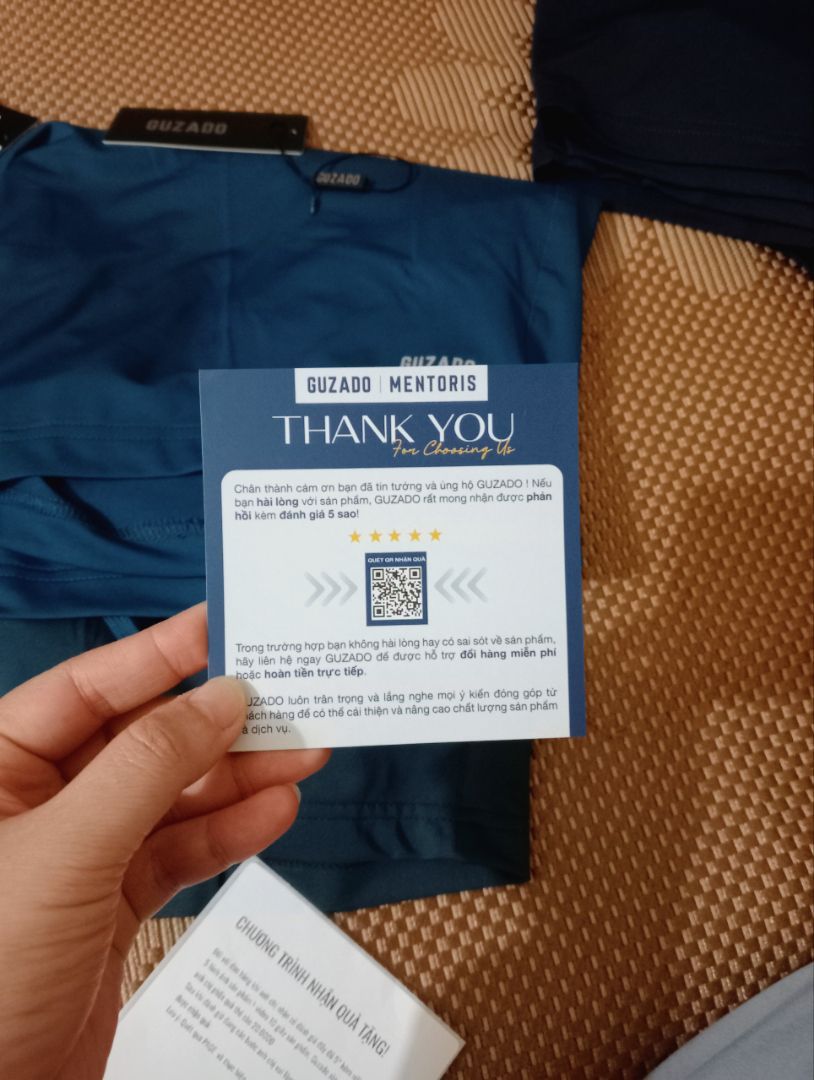 GUZADO
GUZADO
GUZADO
GUZADO | MENTORIS
THANK YOU
For Choosing Us
Chân thành cám ơn bạn đã tin tưởng và ủng hộ GUZADO ! Nếu
bạn hài lòng với sản phẩm, GUZADO rất mong nhận được phản
hồi kèm đánh giá 5 sao!
QUÉT QR NHẬN QUÀ
Trong trường hợp bạn không hài lòng hay có sai sót về sản phẩm,
hãy liên hệ ngay GUZADO để được hỗ trợ đổi hàng miễn phí
hoặc hoàn tiền trực tiếp.
UZADO luôn trân trọng và lắng nghe mọi ý kiến đóng góp từ
hách hàng để có thể cải thiện và nâng cao chất lượng sản phẩm
à dịch vụ.
CHƯƠNG TRÌNH NHẬN QUÀ TẶNG!